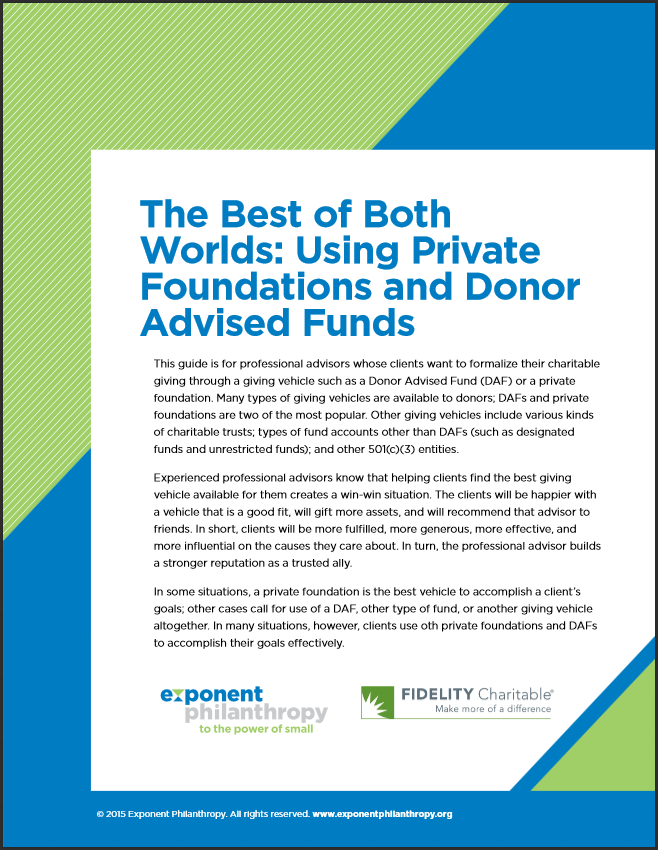 The Best of Both
Worlds: Using Private
Foundations and Donor
Advised Funds
This guide is for professional advisors whose clients want to formalize their charitable
giving through a giving vehicle such as a Donor Advised Fund (DAF) or a private
foundation. Many types of giving vehicles are available to donors; DAFs and private
foundations are two of the most popular. Other giving vehicles include various kinds
of charitable trusts; types of fund accounts other than DAFs (such as designated
funds and unrestricted funds); and other 501(c)(3) entities.
Experienced professional advisors know that helping clients find the best giving
vehicle available for them creates a win-win situation. The clients will be happier with
a vehicle that is a good fit, will gift more assets, and will recommend that advisor to
friends. In short, clients will be more fulfilled, more generous, more effective, and
more influential on the causes they care about. In turn, the professional advisor builds
a stronger reputation as a trusted ally.
In some situations, a private foundation is the best vehicle to accomplish a client's
goals; other cases call for use of a DAF, other type of fund, or another giving vehicle
altogether. In many situations, however, clients use oth private foundations and DAFs
to accomplish their goals effectively.
exponent
philanthropy
to the power of small
FIDELITY Charitable®
Make more of a difference
© 2015 Exponent Philanthropy. All rights reserved. www.exponentphilanthropy.org